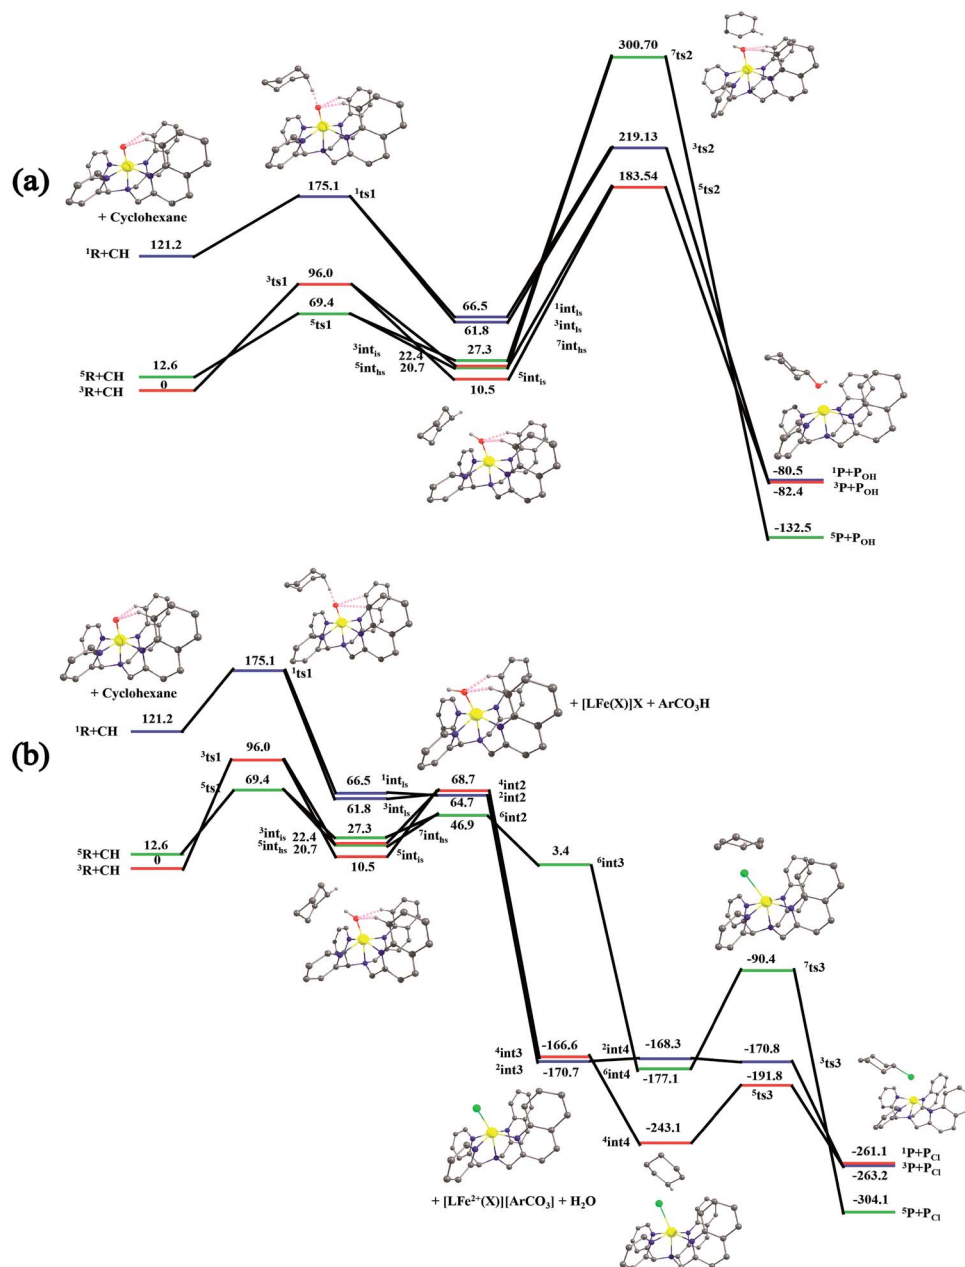 (a)
+ Cyclohexane
¹R+CH
121.2
175.1
¹ts1
³ts1
96.0
69.4
⁵ts1
⁵R+CH
12.6
³R+CH
0
66.5
61.8
¹intₗₛ
³intₗₛ
⁷intₕₛ
³intᵢₛ
⁵intₕₛ
22.4
20.7
27.3
10.5
⁵intᵢₛ
300.70
⁷ts2
219.13
³ts2
183.54
⁵ts2
-80.5
¹P+P_OH
-82.4
³P+P_OH
-132.5
⁵P+P_OH
(b)
+ Cyclohexane
¹R+CH
121.2
175.1
¹ts1
³ts1
96.0
⁵ts1
69.4
⁵R+CH
12.6
³R+CH
0
66.5
¹intₗₛ
61.8
³intₗₛ
³intᵢₛ
⁵intₕₛ
22.4
20.7
27.3
10.5
⁷intₕₛ
⁵intᵢₛ
+ [LFe(X)]X + ArCO₃H
68.7
⁴int2
²int2
64.7
⁶int2
46.9
3.4
⁶int3
⁴int3
-166.6
²int3
-170.7
+ [LFe²⁺(X)][ArCO₃] + H₂O
²int4
-168.3
⁶int4
-177.1
⁴int4
-243.1
-90.4
⁷ts3
-170.8
³ts3
-191.8
⁵ts3
-261.1
¹P+P_Cl
³P+P_Cl
-263.2
-304.1
⁵P+P_Cl